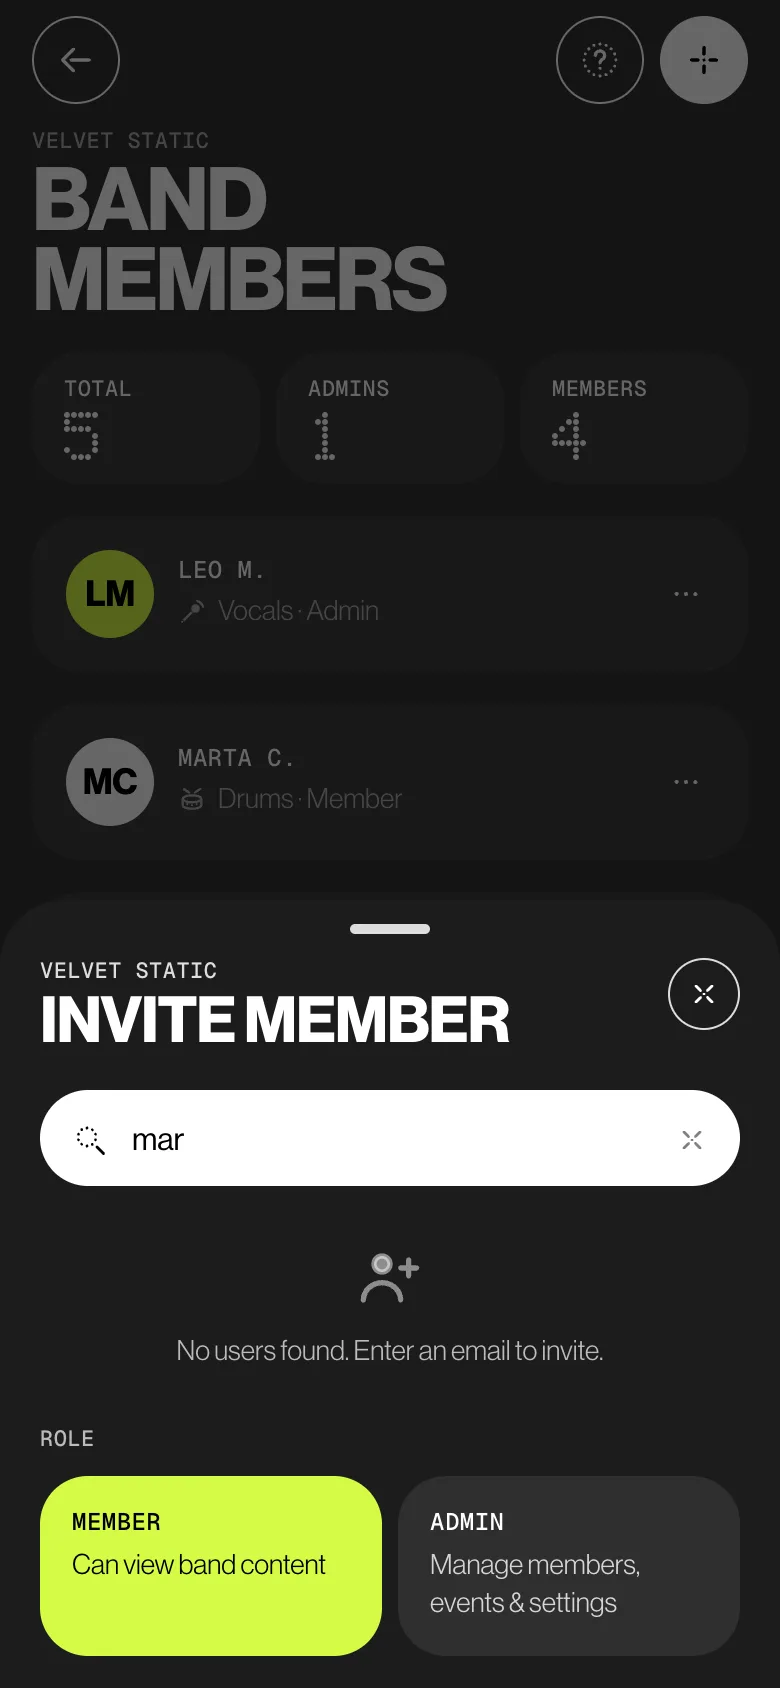 VELVET STATIC
BAND
MEMBERS
TOTAL
5
ADMINS
1
MEMBERS
4
LM
LEO M.
Vocals · Admin
MC
MARTA C.
Drums · Member
VELVET STATIC
INVITE MEMBER
mar
No users found. Enter an email to invite.
ROLE
MEMBER
Can view band content
ADMIN
Manage members,
events & settings